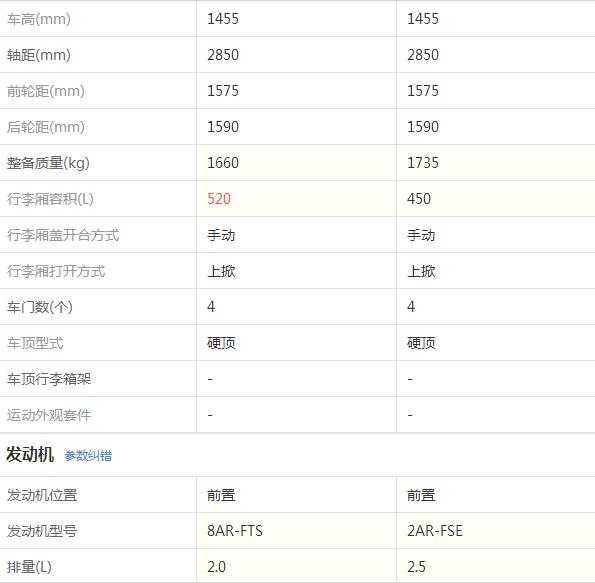 车高(mm) 1455 1455
轴距(mm) 2850 2850
前轮距(mm) 1575 1575
后轮距(mm) 1590 1590
整备质量(kg) 1660 1735
行李厢容积(L) 520 450
行李厢盖开合方式 手动 手动
行李厢打开方式 上掀 上掀
车门数(个) 4 4
车顶型式 硬顶 硬顶
车顶行李箱架 - -
运动外观套件 - -
发动机 参数纠错
发动机位置 前置 前置
发动机型号 8AR-FTS 2AR-FSE
排量(L) 2.0 2.5